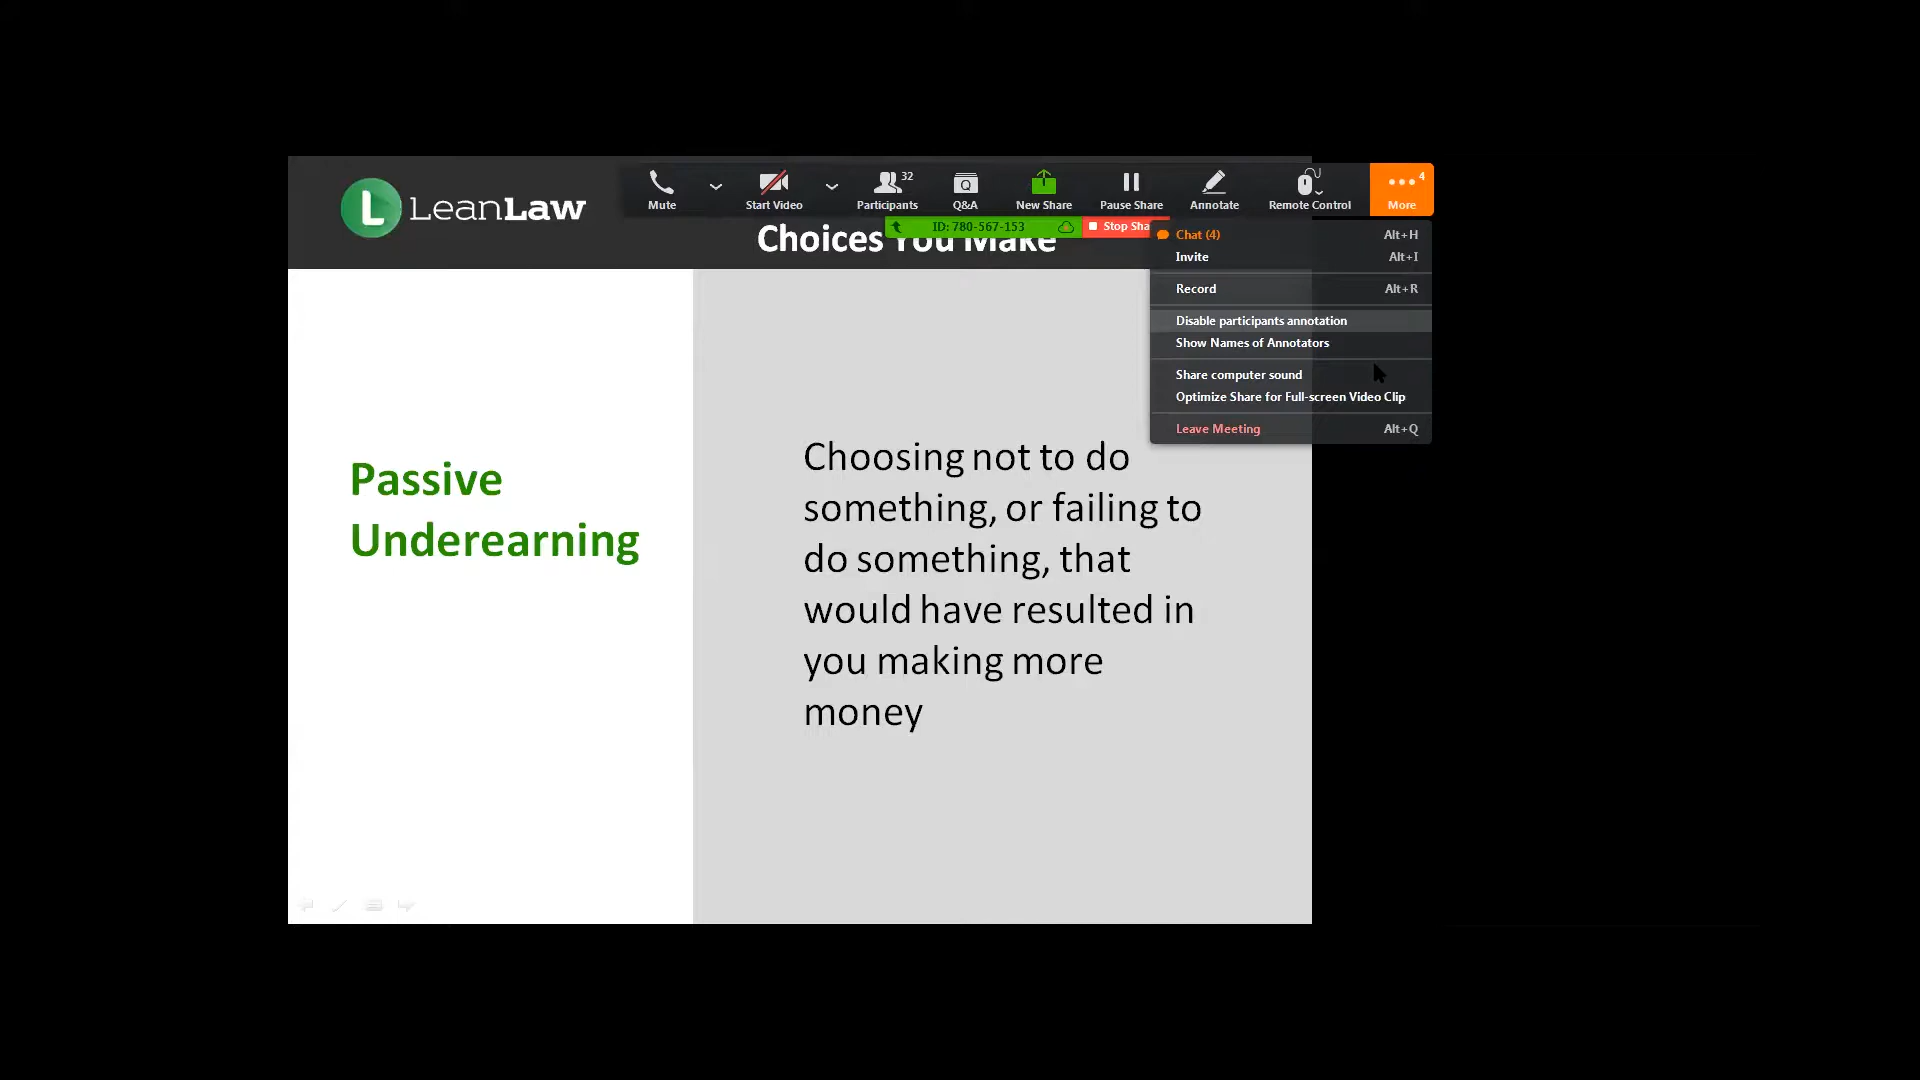 LeanLaw
Mute
Start Video
Participants
32
Q&A
New Share
Pause Share
Annotate
Remote Control
More
4
ID: 780-567-153
Stop Sha
Choices You Make
Chat (4) Alt+H
Invite Alt+I
Record Alt+R
Disable participants annotation
Show Names of Annotators
Share computer sound
Optimize Share for Full-screen Video Clip
Leave Meeting Alt+Q
Passive
Underearning
Choosing not to do
something, or failing to
do something, that
would have resulted in
you making more
money